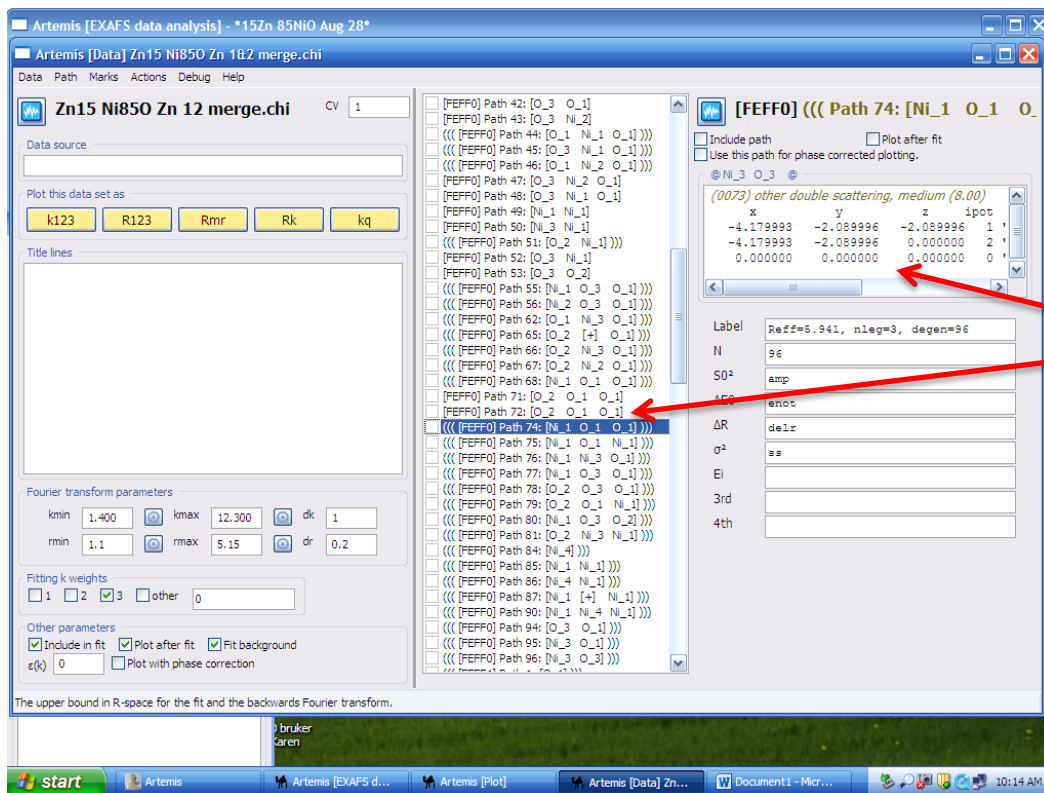 Artemis [EXAFS data analysis] - *15Zn 85NiO Aug 28*
Artemis [Data] Zn15 Ni85O Zn 1&2 merge.chi
Data Path Marks Actions Debug Help
Zn15 Ni85O Zn 12 merge.chi
CV 1
Data source
Plot this data set as
k123 R123 Rmr Rk kq
Title lines
Fourier transform parameters
kmin 1.400 kmax 12.300 dk 1
rmin 1.1 rmax 5.15 dr 0.2
Fitting k weights
1 2 3 other 0
Other parameters
Include in fit Plot after fit Fit background
ε(k) 0 Plot with phase correction
[FEFF0] Path 42: [O_3 O_1]
[FEFF0] Path 43: [O_3 Ni_2]
((( [FEFF0] Path 44: [O_1 Ni_1 O_1] )))
((( [FEFF0] Path 45: [O_3 Ni_1 O_1] )))
((( [FEFF0] Path 46: [O_1 Ni_2 O_1] )))
[FEFF0] Path 47: [O_3 Ni_2 O_1]
[FEFF0] Path 48: [O_3 Ni_1 O_1]
[FEFF0] Path 49: [Ni_1 Ni_1]
[FEFF0] Path 50: [Ni_3 Ni_1]
((( [FEFF0] Path 51: [O_2 Ni_1] )))
[FEFF0] Path 52: [O_3 Ni_1]
[FEFF0] Path 53: [O_3 O_2]
((( [FEFF0] Path 55: [Ni_1 O_3 O_1] )))
((( [FEFF0] Path 56: [Ni_2 O_3 O_1] )))
((( [FEFF0] Path 62: [O_1 Ni_3 O_1] )))
((( [FEFF0] Path 65: [O_2 [+] O_1] )))
((( [FEFF0] Path 66: [O_2 Ni_3 O_1] )))
((( [FEFF0] Path 67: [O_2 Ni_2 O_1] )))
((( [FEFF0] Path 68: [Ni_1 O_1 O_1] )))
[FEFF0] Path 71: [O_2 O_1 O_1]
[FEFF0] Path 72: [O_2 O_1 O_1]
((( [FEFF0] Path 74: [Ni_1 O_1 O_1] )))
((( [FEFF0] Path 75: [Ni_1 O_1 Ni_1] )))
((( [FEFF0] Path 76: [Ni_1 Ni_3 O_1] )))
((( [FEFF0] Path 77: [Ni_1 O_3 O_1] )))
((( [FEFF0] Path 78: [O_2 O_3 O_1] )))
((( [FEFF0] Path 79: [O_2 O_1 Ni_1] )))
((( [FEFF0] Path 80: [Ni_1 O_3 O_2] )))
((( [FEFF0] Path 81: [O_2 Ni_3 Ni_1] )))
((( [FEFF0] Path 84: [Ni_4] )))
((( [FEFF0] Path 85: [Ni_1 Ni_1] )))
((( [FEFF0] Path 86: [Ni_4 Ni_1] )))
((( [FEFF0] Path 87: [Ni_1 [+] Ni_1] )))
((( [FEFF0] Path 90: [Ni_1 Ni_4 Ni_1] )))
((( [FEFF0] Path 94: [O_3 O_1] )))
((( [FEFF0] Path 95: [Ni_3 O_1] )))
((( [FEFF0] Path 96: [Ni_3 O_3] )))
[FEFF0] ((( Path 74: [Ni_1 O_1 O_
Include path Plot after fit
Use this path for phase corrected plotting.
@ Ni_3 O_3 @
(0073) other double scattering, medium (8.00)
x y z ipot
-4.179993 -2.089996 -2.089996 1 '
-4.179993 -2.089996 0.000000 2 '
0.000000 0.000000 0.000000 0 '
Label Reff=5.941, nleg=3, degen=96
N 96
S0² amp
ΔE0 enot
ΔR delr
σ² ss
Ei
3rd
4th
The upper bound in R-space for the fit and the backwards Fourier transform.
bruker
Karen
start Artemis Artemis [EXAFS d... Artemis [Plot] Artemis [Data] Zn... Document1 - Micr... 10:14 AM